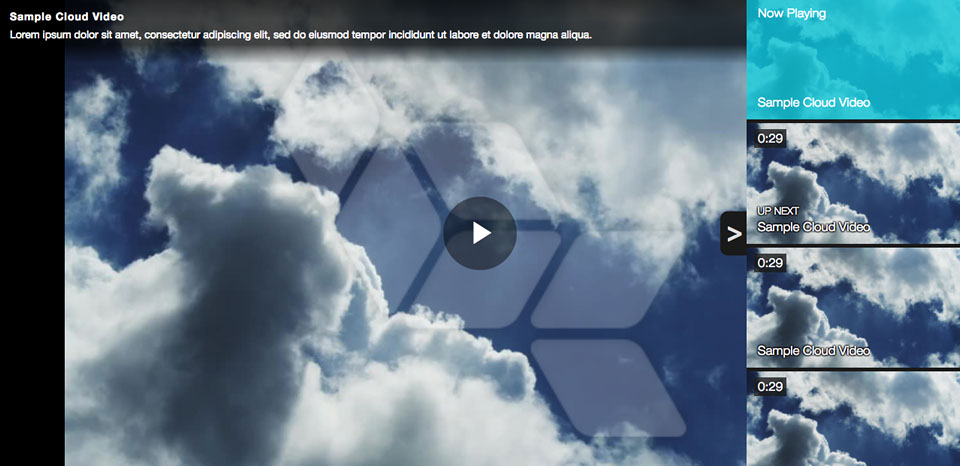 Sample Cloud Video
Lorem ipsum dolor sit amet, consectetur adipiscing elit, sed do eiusmod tempor incididunt ut labore et dolore magna aliqua.
>
Now Playing
Sample Cloud Video
0:29
UP NEXT
Sample Cloud Video
0:29
Sample Cloud Video
0:29